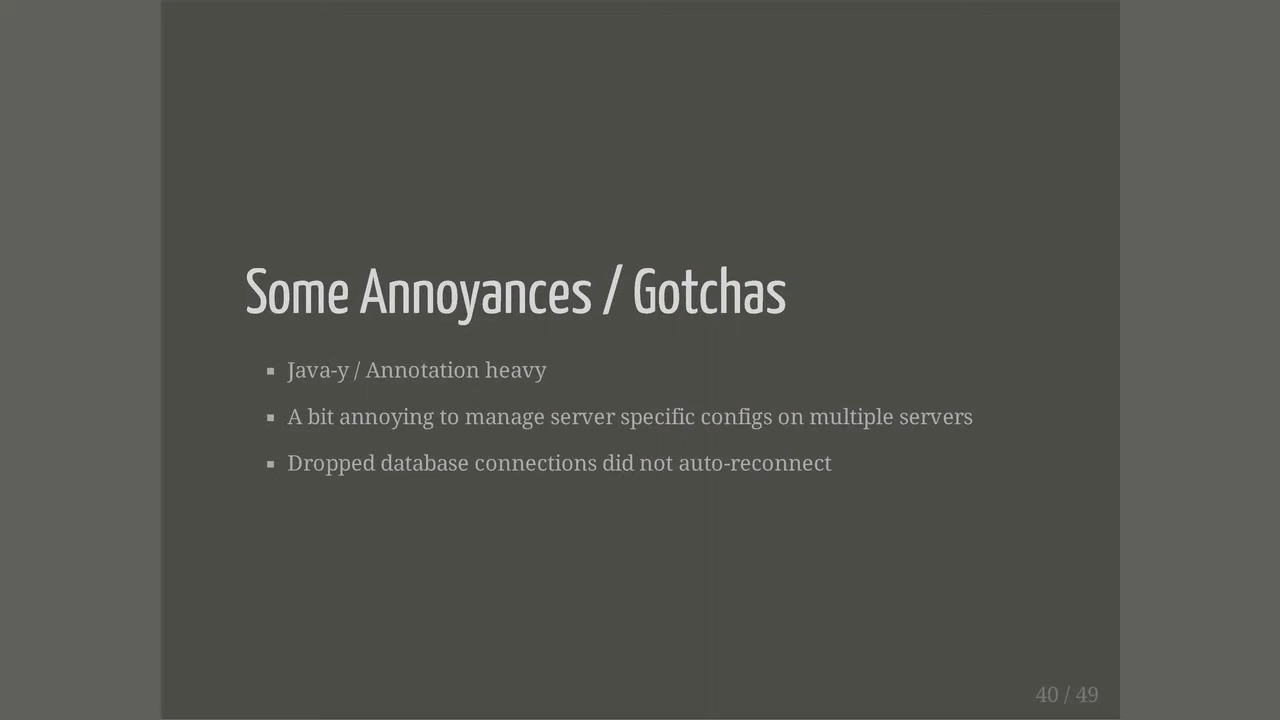 Some Annoyances / Gotchas
Java-y / Annotation heavy
A bit annoying to manage server specific configs on multiple servers
Dropped database connections did not auto-reconnect
40 / 49